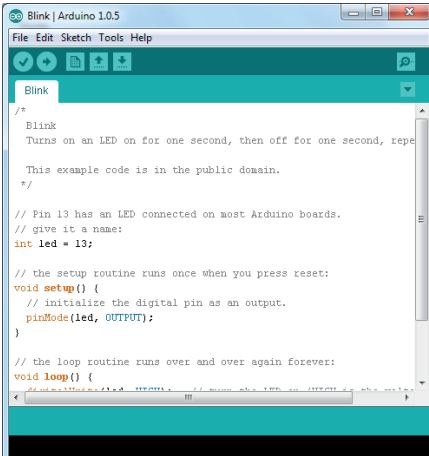 Blink | Arduino 1.0.5
File Edit Sketch Tools Help
Blink
/*
  Blink
  Turns on an LED on for one second, then off for one second, repe

  This example code is in the public domain.
 */

// Pin 13 has an LED connected on most Arduino boards.
// give it a name:
int led = 13;

// the setup routine runs once when you press reset:
void setup() {
  // initialize the digital pin as an output.
  pinMode(led, OUTPUT);
}

// the loop routine runs over and over again forever:
void loop() {